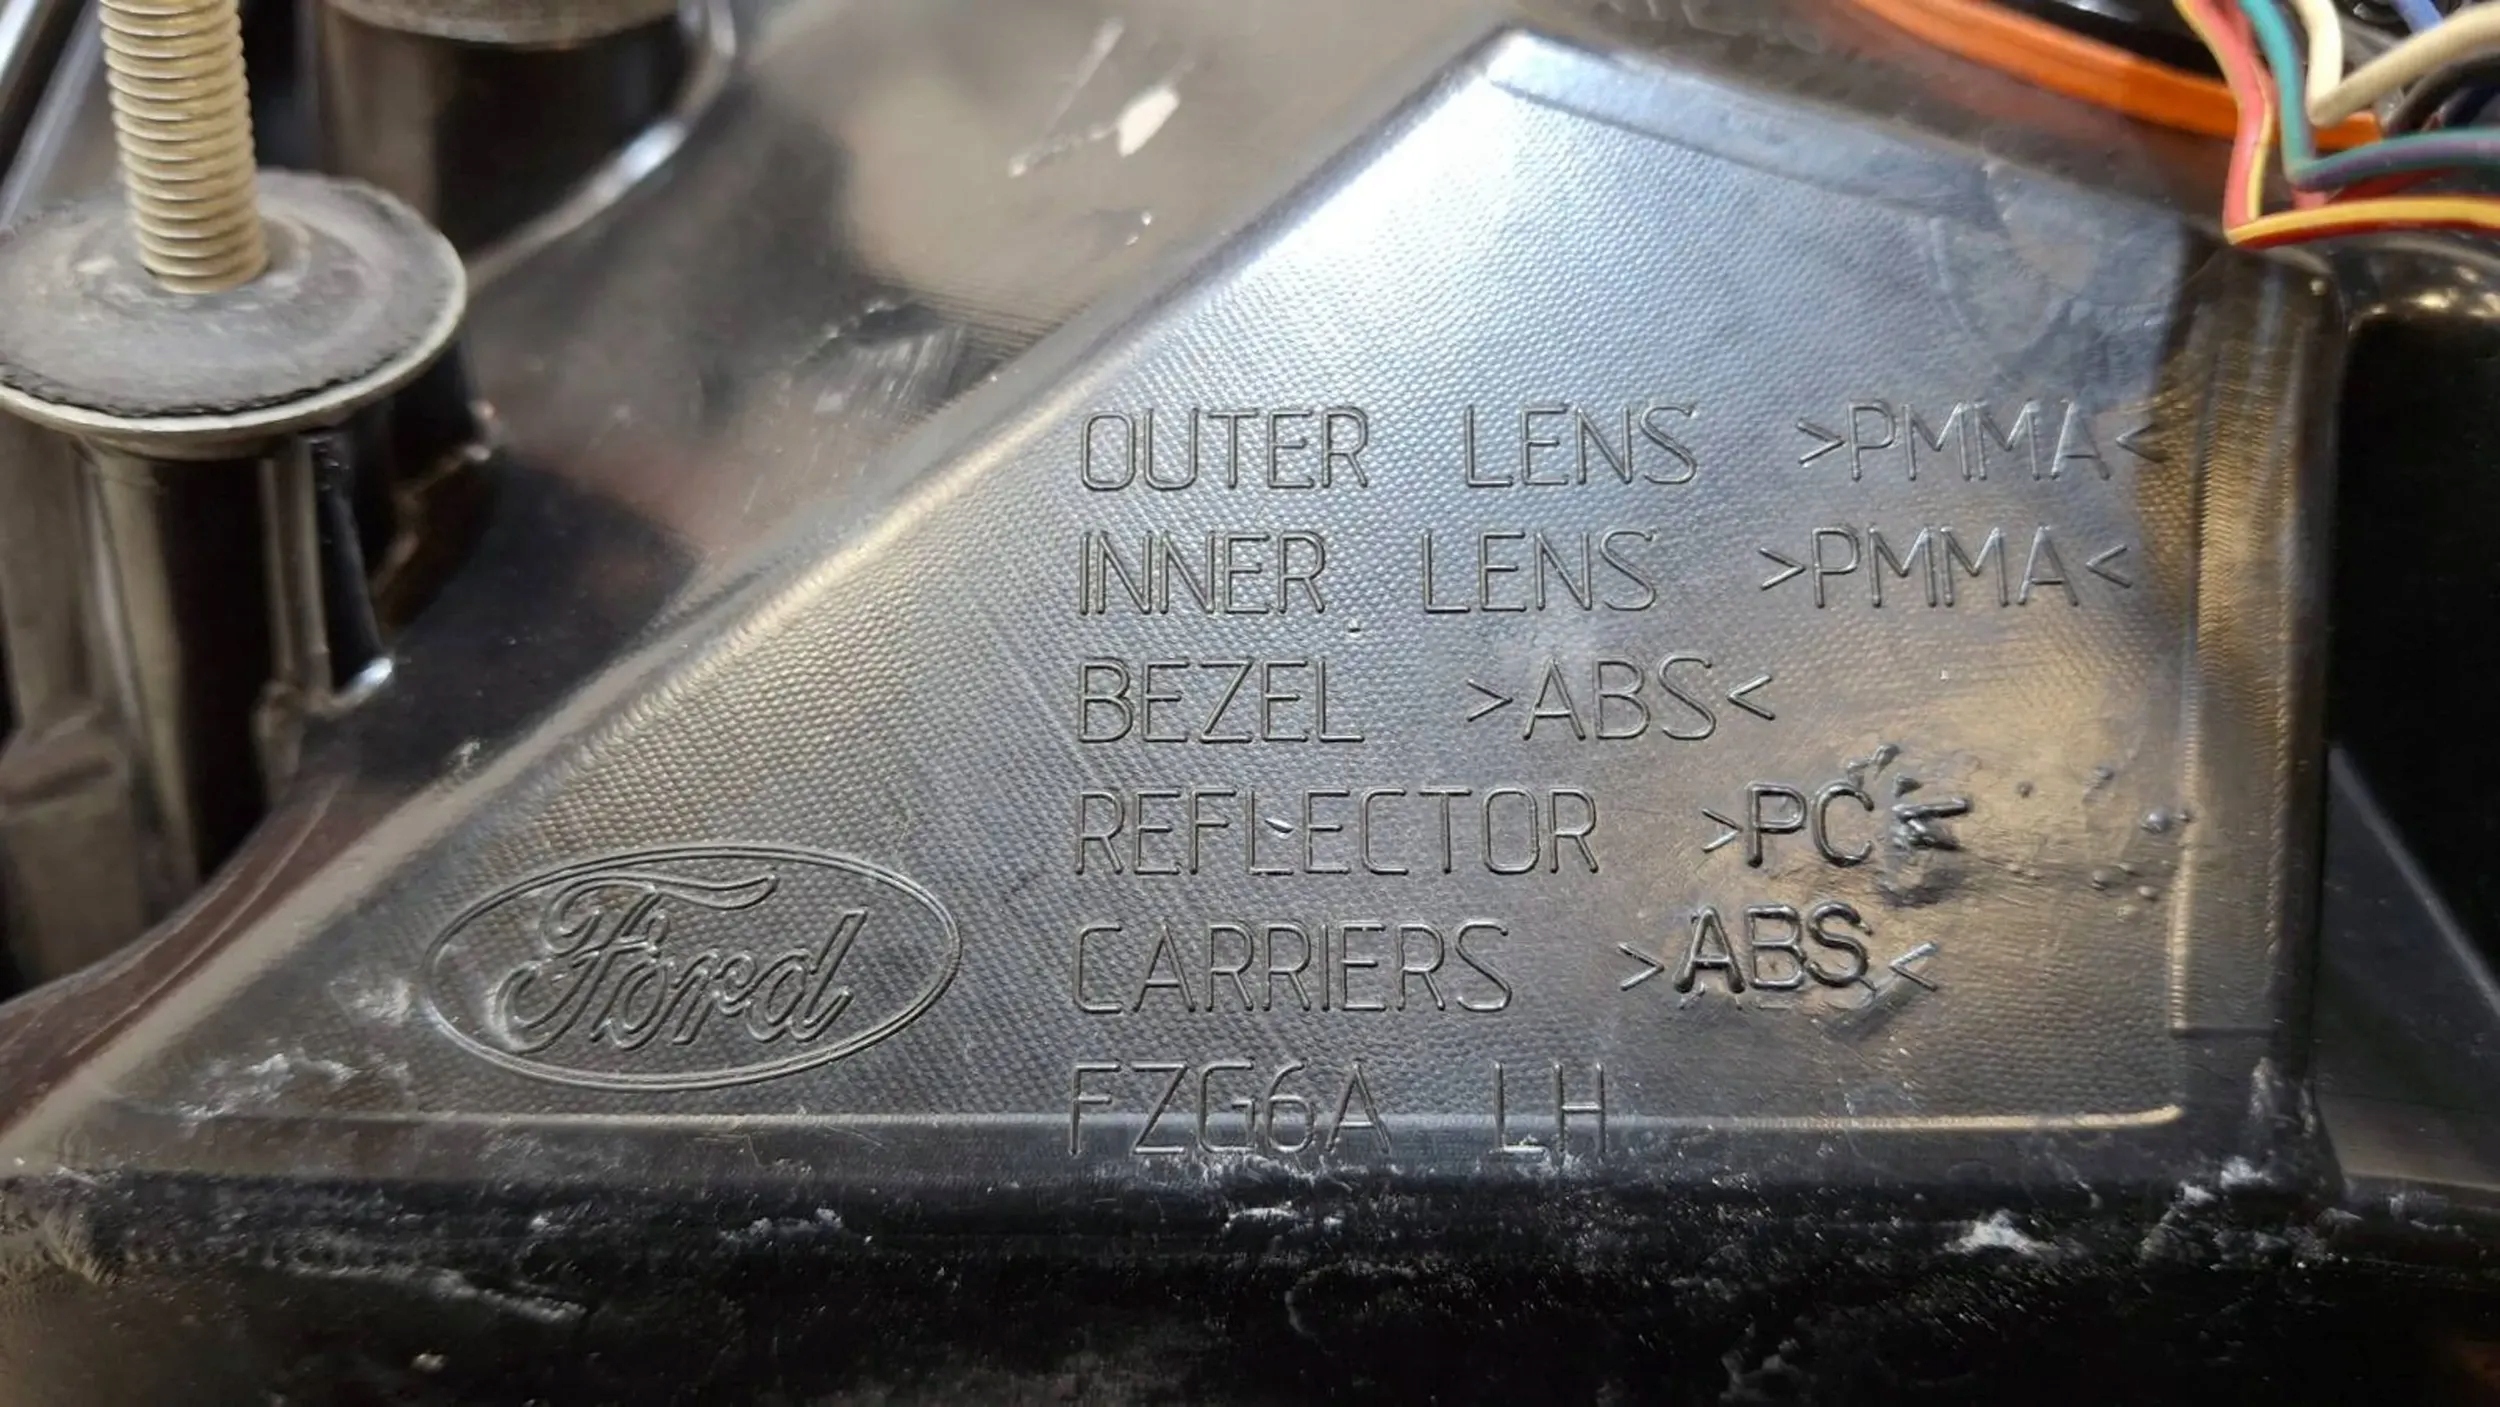 OUTER LENS >PMMA<
INNER LENS >PMMA<
BEZEL >ABS<
REFLECTOR >PC<
CARRIERS >ABS<
Ford
FZG6A LH